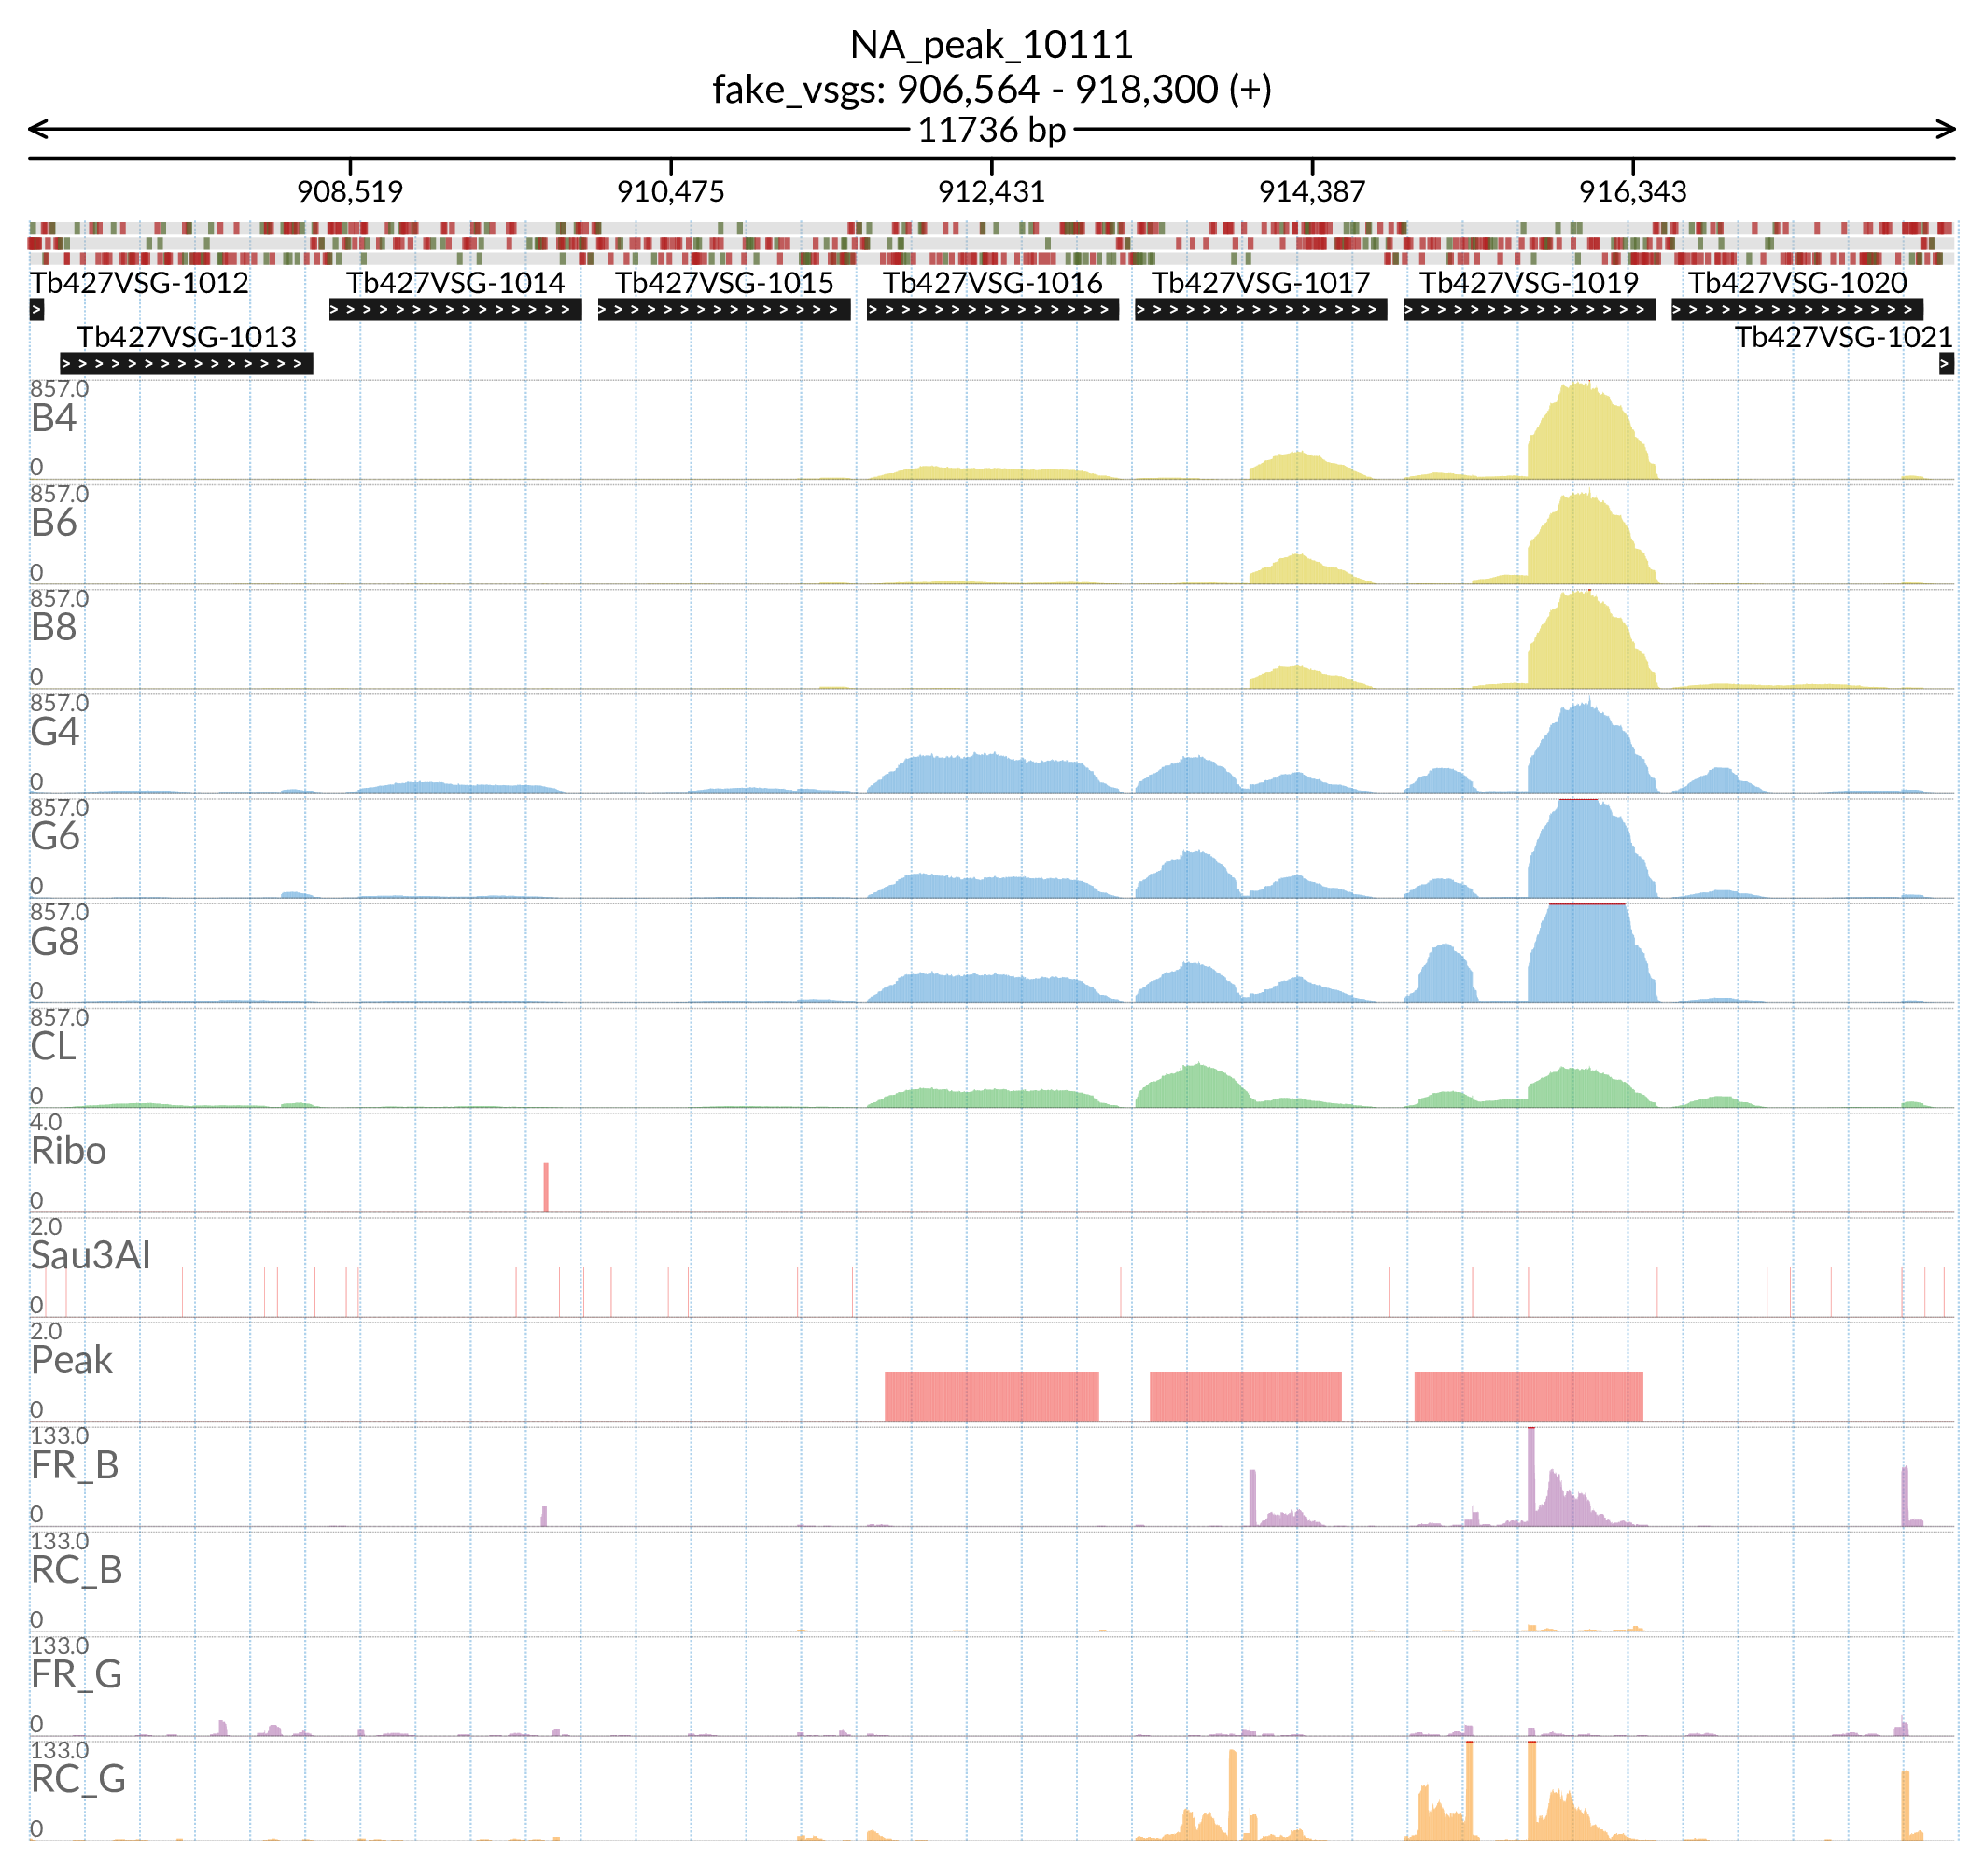 NA_peak_10111
fake_vsgs: 906,564 - 918,300 (+)
11736 bp
908,519 910,475 912,431 914,387 916,343
Tb427VSG-1012 Tb427VSG-1014 Tb427VSG-1015 Tb427VSG-1016 Tb427VSG-1017 Tb427VSG-1019 Tb427VSG-1020
Tb427VSG-1013 Tb427VSG-1021
857.0
B4
0
857.0
B6
0
857.0
B8
0
857.0
G4
0
857.0
G6
0
857.0
G8
0
857.0
CL
0
4.0
Ribo
0
2.0
Sau3AI
0
2.0
Peak
0
133.0
FR_B
0
133.0
RC_B
0
133.0
FR_G
0
133.0
RC_G
0